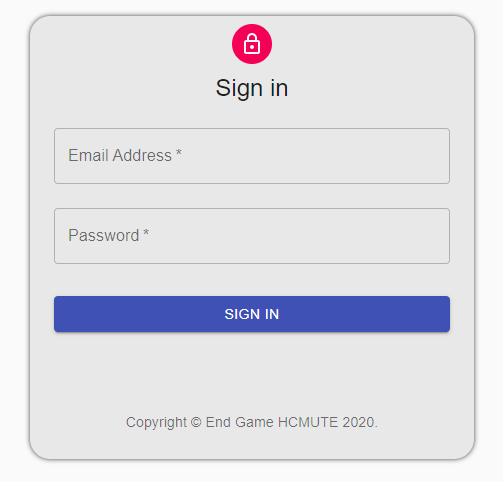 Sign in
Email Address *
Password *
SIGN IN
Copyright © End Game HCMUTE 2020.